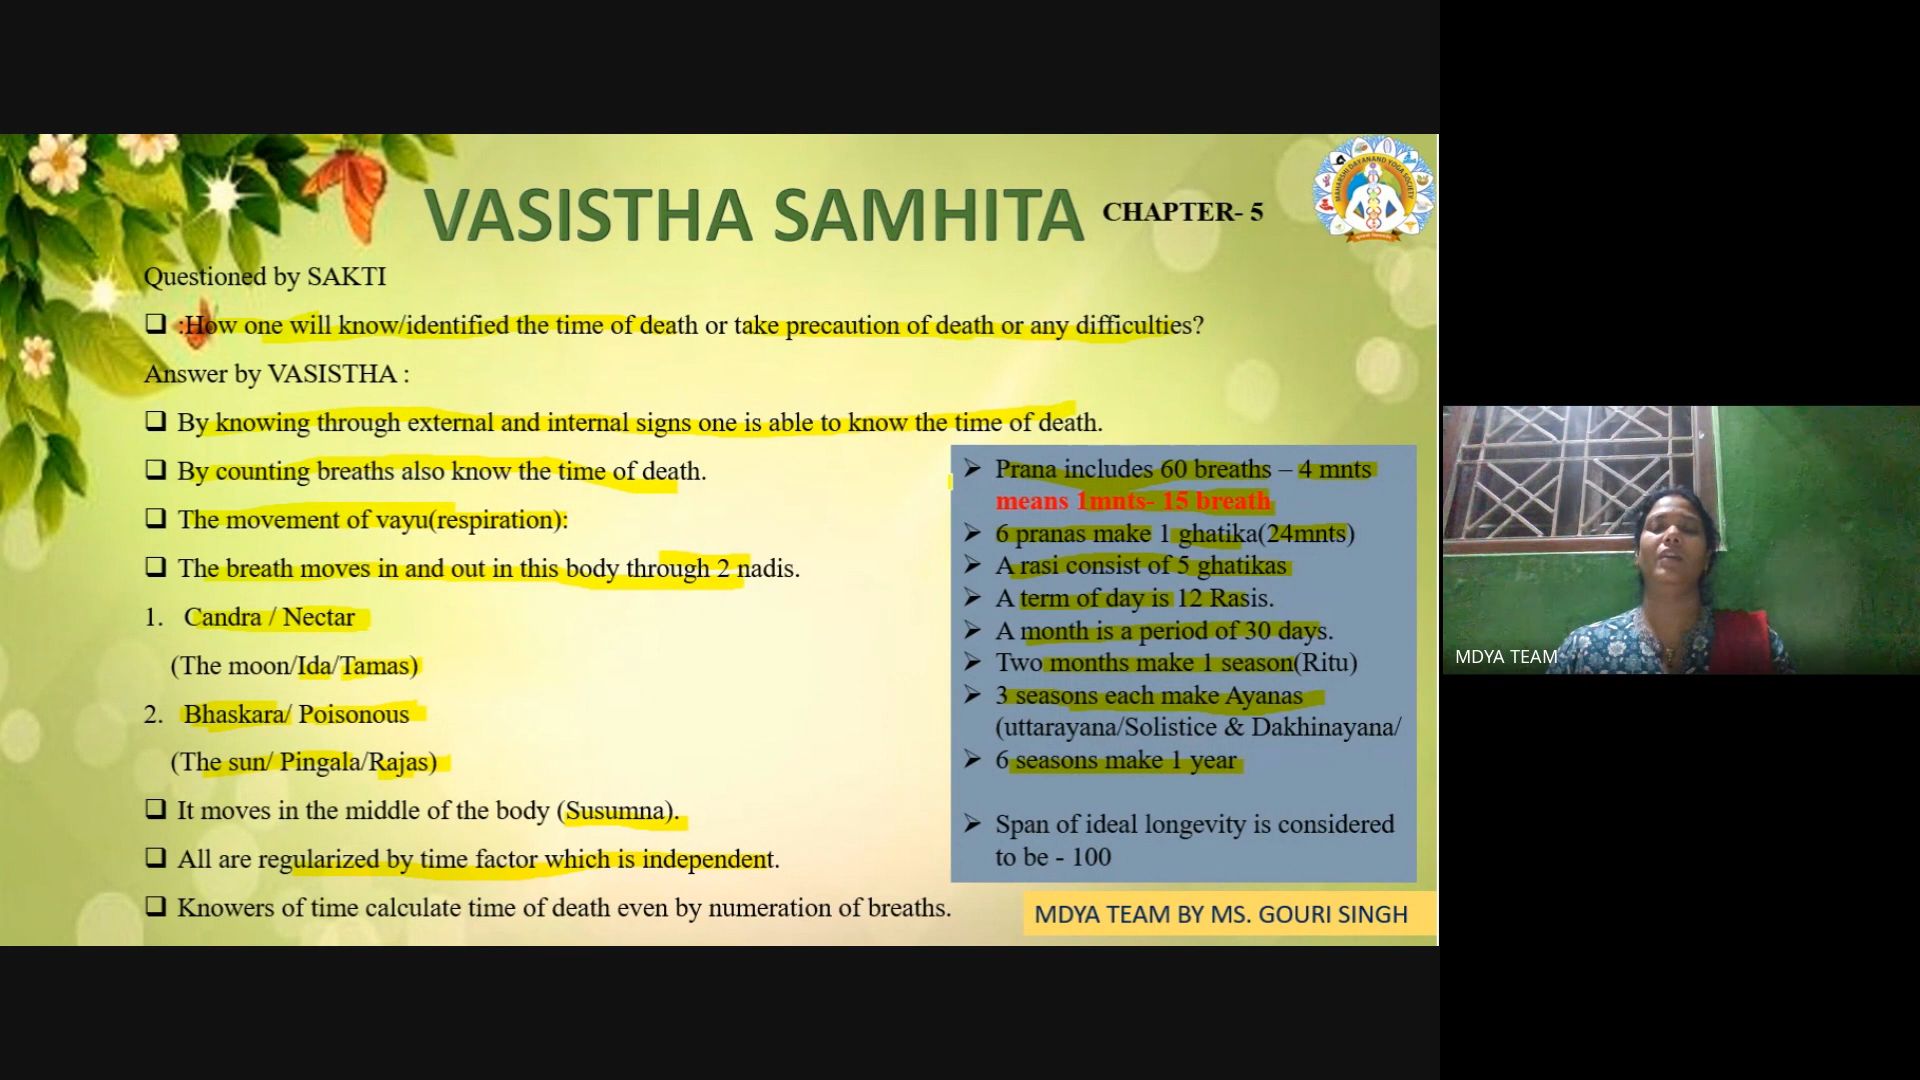 VASISTHA SAMHITA CHAPTER- 5
MAHARSHI DAYANAND YOGA SOCIETY
Questioned by SAKTI
:How one will know/identified the time of death or take precaution of death or any difficulties?
Answer by VASISTHA :
By knowing through external and internal signs one is able to know the time of death.
By counting breaths also know the time of death.
The movement of vayu(respiration):
The breath moves in and out in this body through 2 nadis.
1. Candra / Nectar
(The moon/Ida/Tamas)
2. Bhaskara/ Poisonous
(The sun/ Pingala/Rajas)
It moves in the middle of the body (Susumna).
All are regularized by time factor which is independent.
Knowers of time calculate time of death even by numeration of breaths.
Prana includes 60 breaths – 4 mnts
means 1mnts- 15 breath
6 pranas make 1 ghatika(24mnts)
A rasi consist of 5 ghatikas
A term of day is 12 Rasis.
A month is a period of 30 days.
Two months make 1 season(Ritu)
3 seasons each make Ayanas
(uttarayana/Solistice & Dakhinayana/
6 seasons make 1 year
Span of ideal longevity is considered
to be - 100
MDYA TEAM BY MS. GOURI SINGH
MDYA TEAM